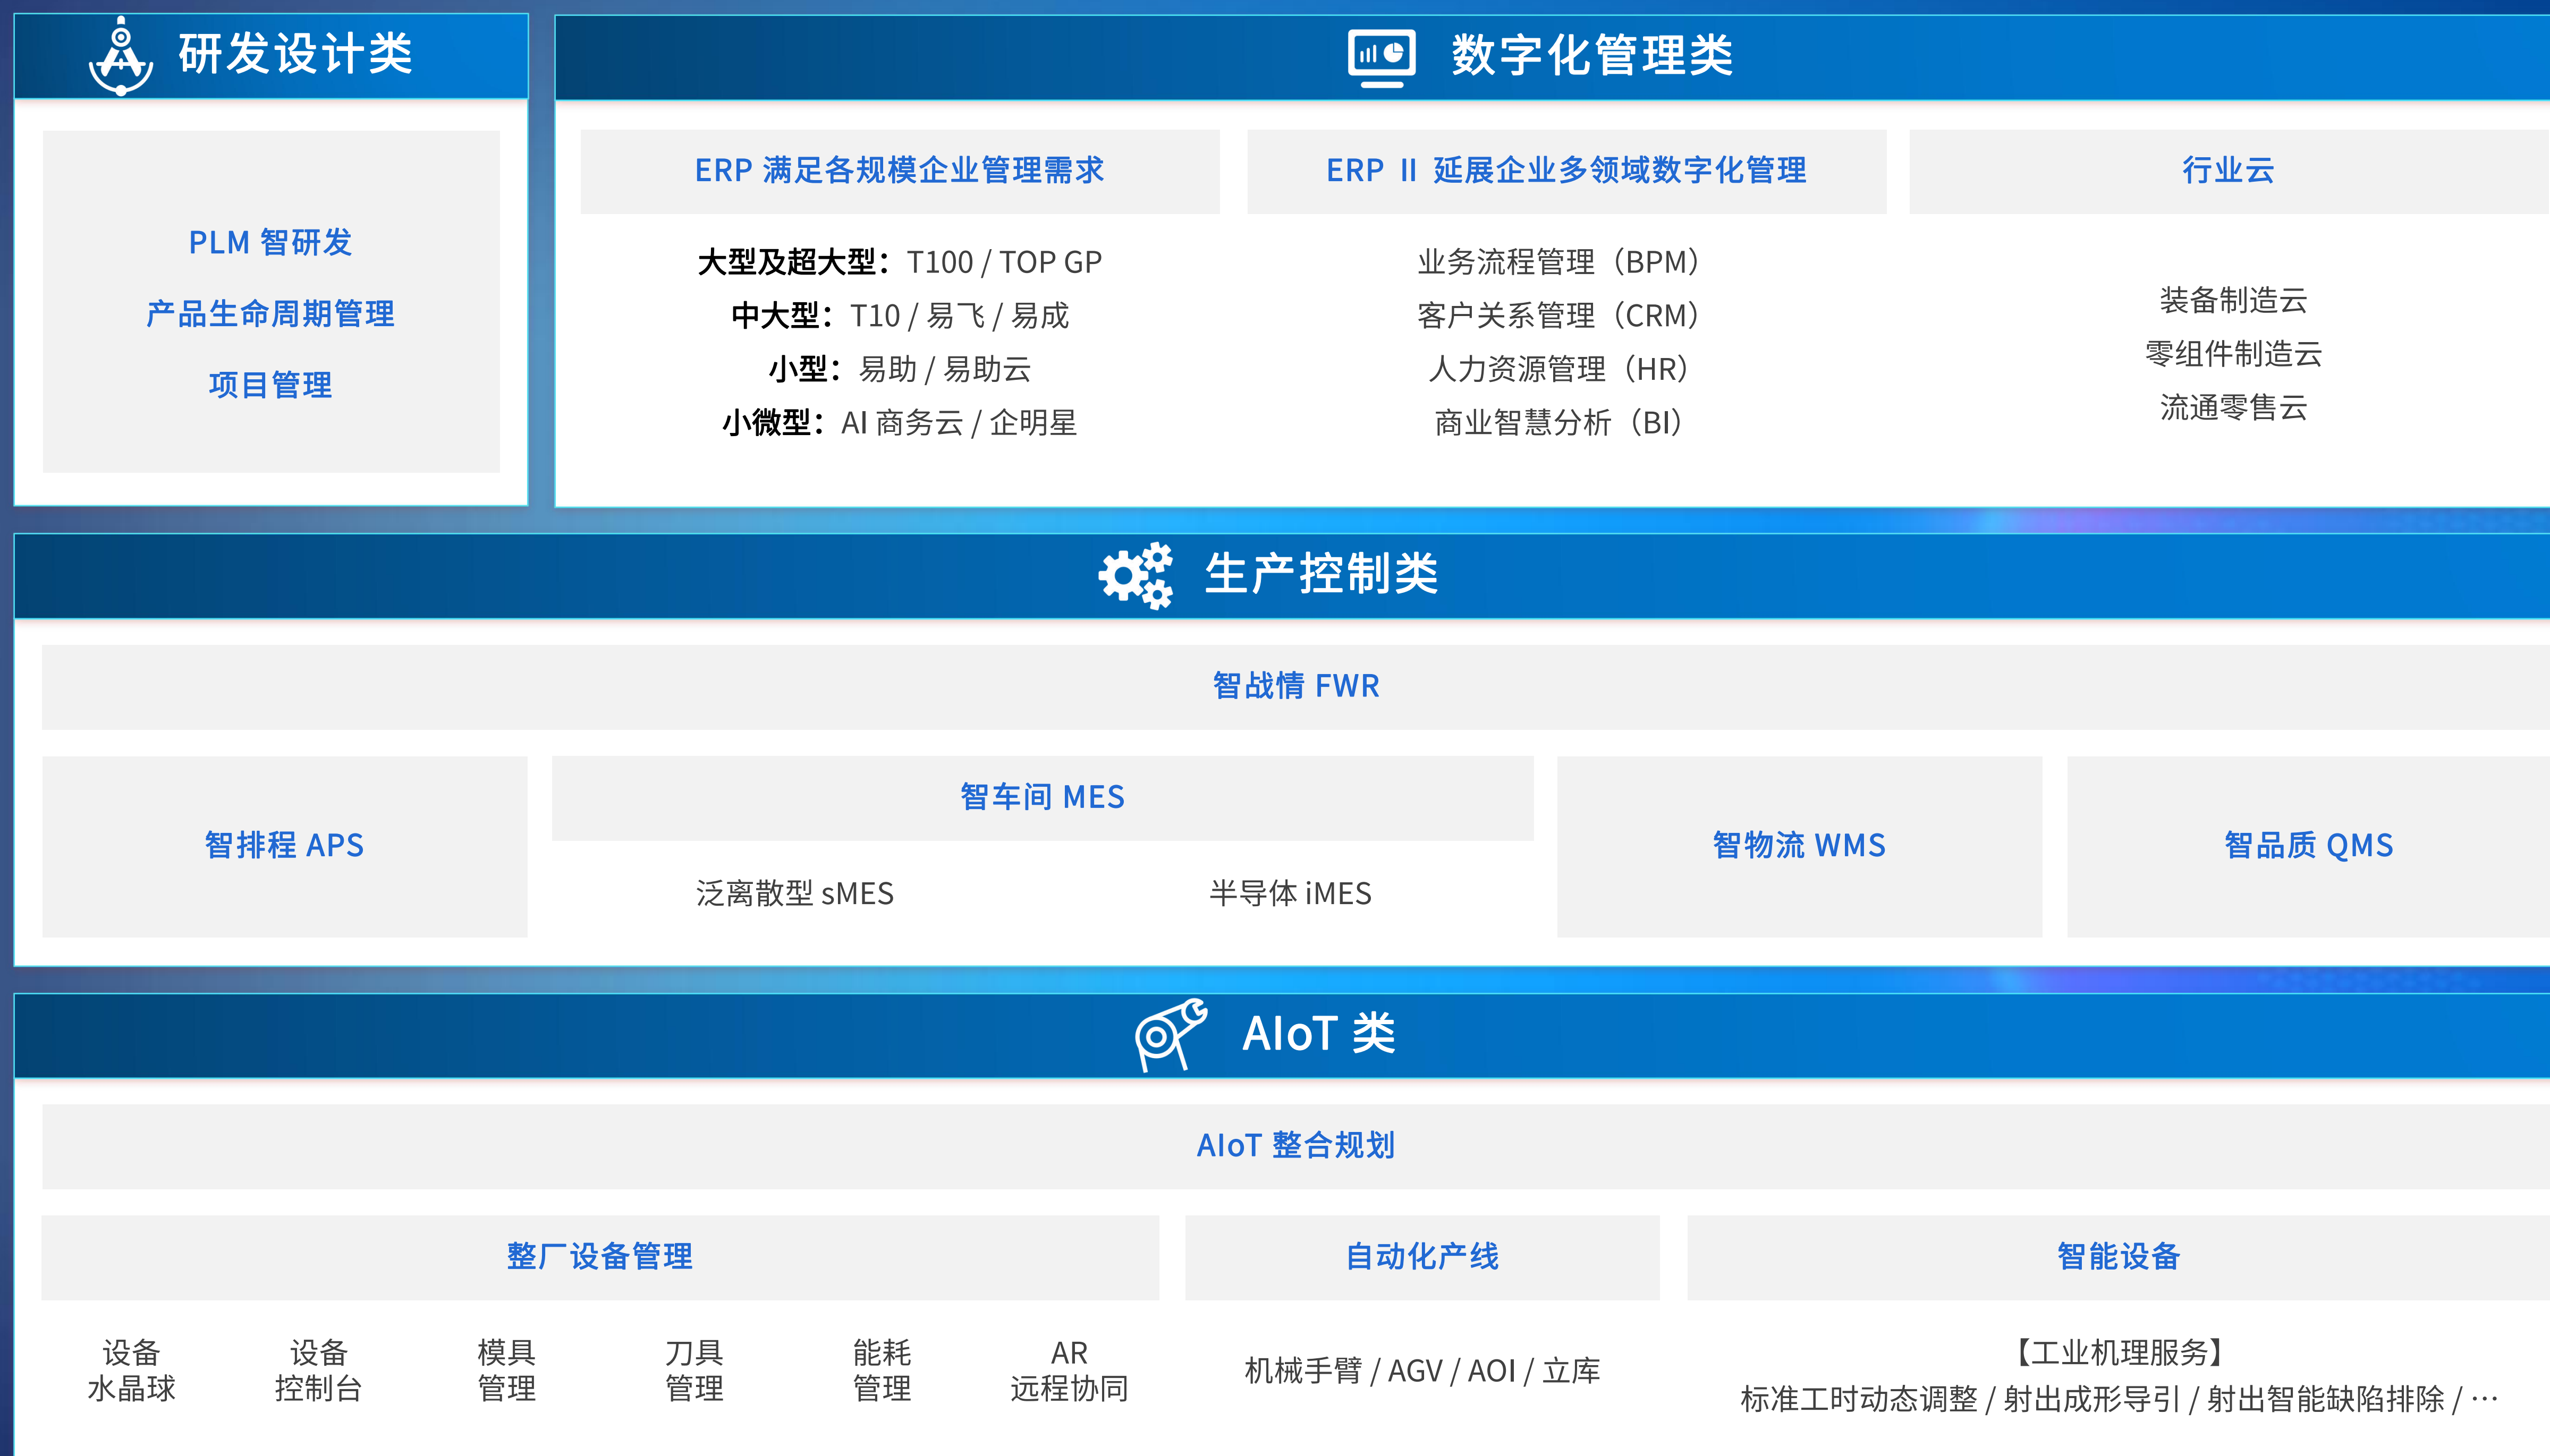 研发设计类
PLM 智研发
产品生命周期管理
项目管理
数字化管理类
ERP 满足各规模企业管理需求
大型及超大型：T100 / TOP GP
中大型：T10 / 易飞 / 易成
小型：易助 / 易助云
小微型：AI 商务云 / 企明星
ERP II 延展企业多领域数字化管理
业务流程管理（BPM）
客户关系管理（CRM）
人力资源管理（HR）
商业智慧分析（BI）
行业云
装备制造云
零组件制造云
流通零售云
生产控制类
智战情 FWR
智排程 APS
智车间 MES
泛离散型 sMES
半导体 iMES
智物流 WMS
智品质 QMS
AIoT 类
AIoT 整合规划
整厂设备管理
设备
水晶球
设备
控制台
模具
管理
刀具
管理
能耗
管理
AR
远程协同
自动化产线
机械手臂 / AGV / AOI / 立库
智能设备
【工业机理服务】
标准工时动态调整 / 射出成形导引 / 射出智能缺陷排除 / …